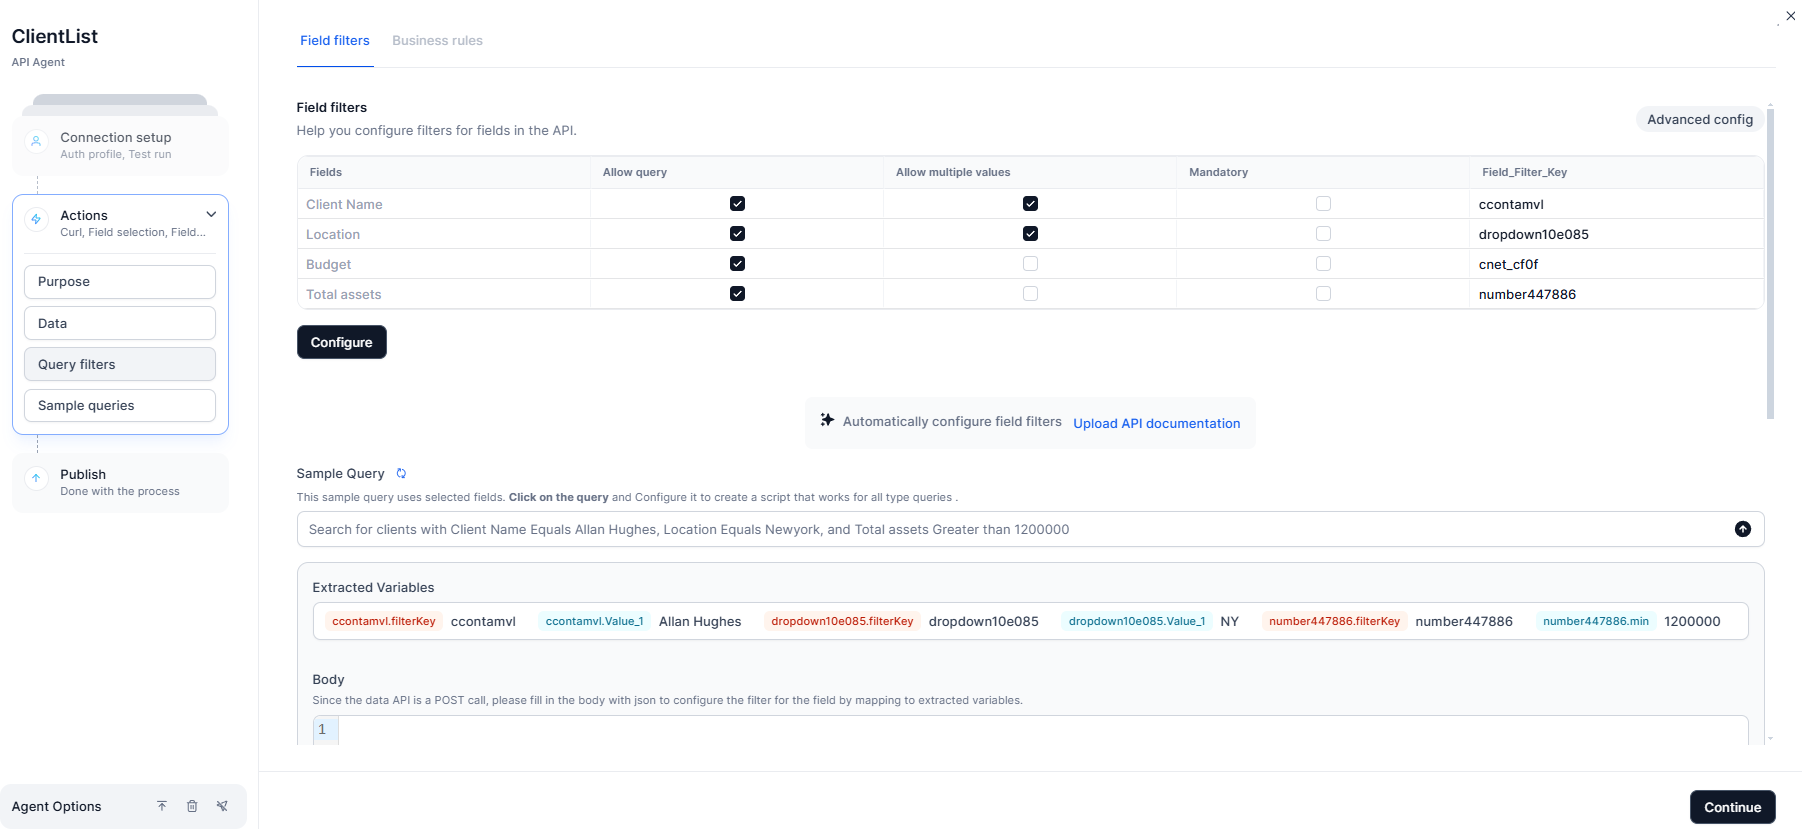 ClientList
API Agent
Connection setup
Auth profile, Test run
Actions
Curl, Field selection, Field...
Purpose
Data
Query filters
Sample queries
Publish
Done with the process
Agent Options
Field filters
Business rules
Field filters
Help you configure filters for fields in the API.
Advanced config
Fields Allow query Allow multiple values Mandatory Field_Filter_Key
Client Name ccontamvl
Location dropdown10e085
Budget cnet_cf0f
Total assets number447886
Configure
Automatically configure field filters Upload API documentation
Sample Query
This sample query uses selected fields. Click on the query and Configure it to create a script that works for all type queries .
Search for clients with Client Name Equals Allan Hughes, Location Equals Newyork, and Total assets Greater than 1200000
Extracted Variables
ccontamvl.filterKey ccontamvl ccontamvl.Value_1 Allan Hughes dropdown10e085.filterKey dropdown10e085 dropdown10e085.Value_1 NY number447886.filterKey number447886 number447886.min 1200000
Body
Since the data API is a POST call, please fill in the body with json to configure the filter for the field by mapping to extracted variables.
1
Continue